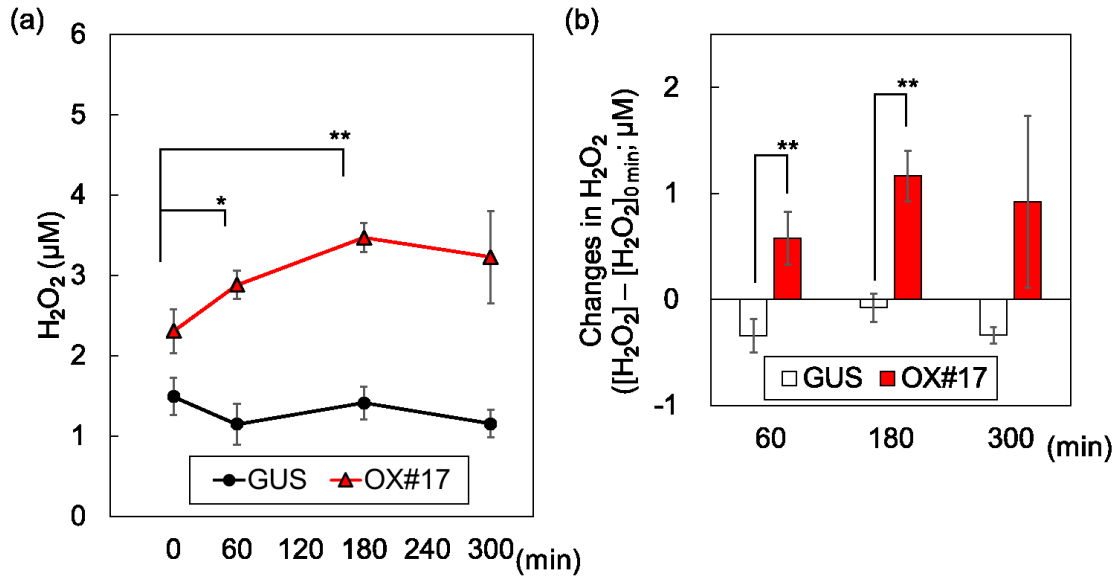 (a)
H₂O₂ (μM)
6
5
4
3
2
1
0
**
*
GUS
OX#17
0 60 120 180 240 300 (min)
(b)
Changes in H₂O₂
([H₂O₂] – [H₂O₂]₀ ₘᵢₙ; μM)
2
1
0
-1
**
**
GUS
OX#17
60 180 300 (min)